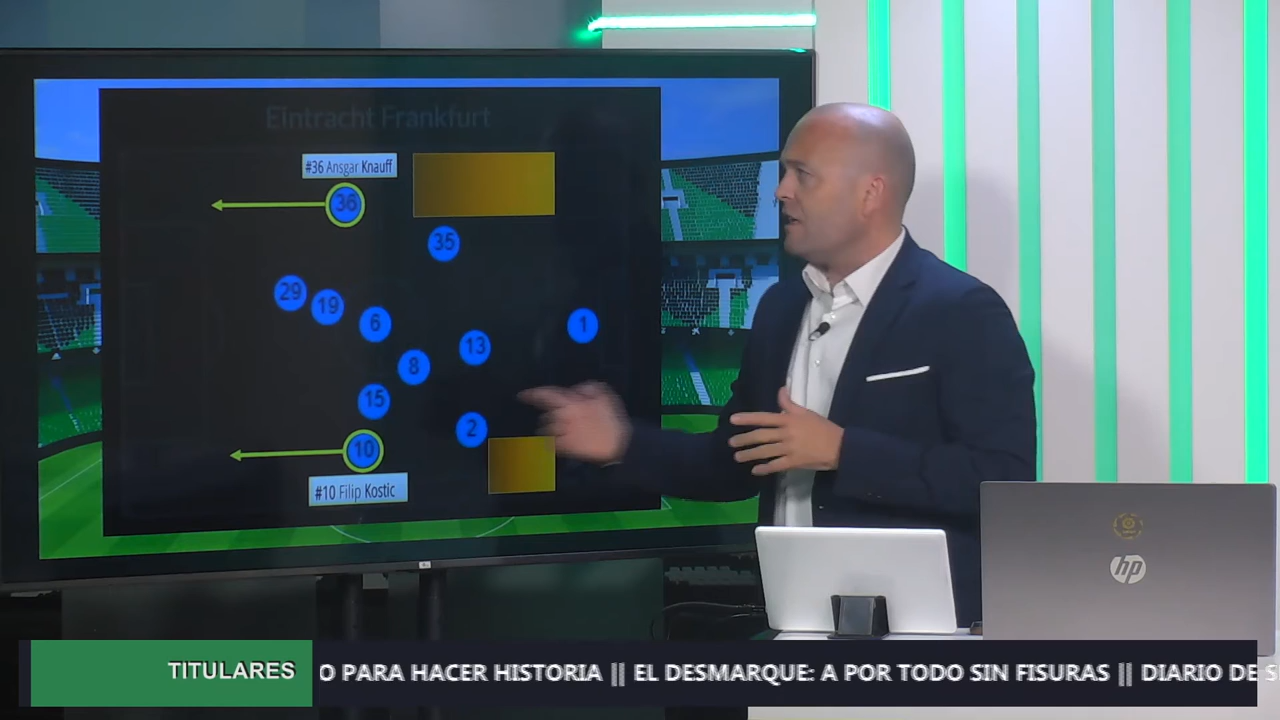 Eintracht Frankfurt
#36 Ansgar Knauff
36
35
29
19
6
1
13
8
15
2
10
#10 Filip Kostic
hp
TITULARES
O PARA HACER HISTORIA || EL DESMARQUE: A POR TODO SIN FISURAS || DIARIO DE S